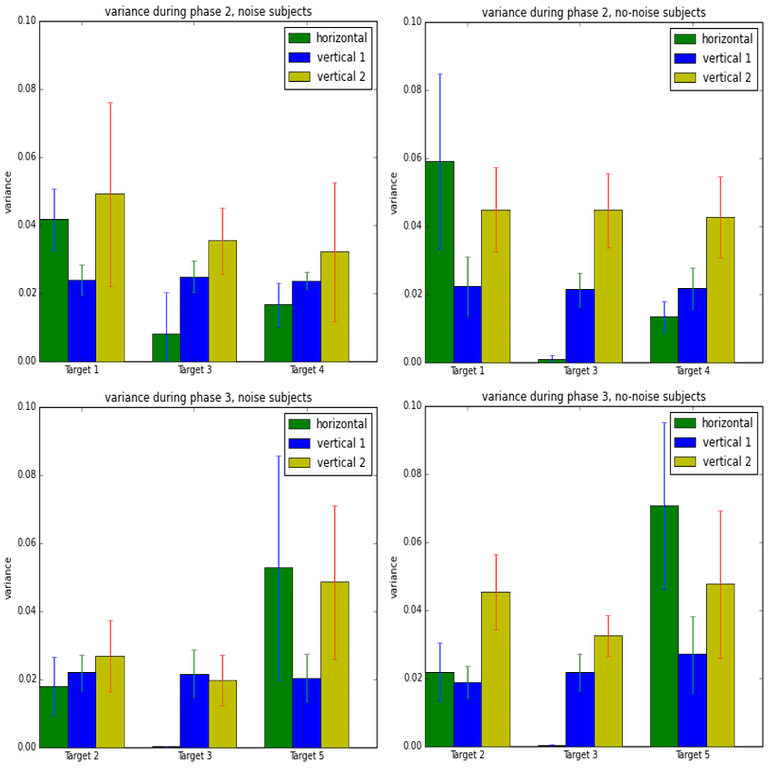 variance during phase 2, noise subjects
0.10
0.08
0.06
0.04
0.02
0.00
variance
horizontal
vertical 1
vertical 2
Target 1
Target 3
Target 4
variance during phase 2, no-noise subjects
0.10
0.08
0.06
0.04
0.02
0.00
variance
horizontal
vertical 1
vertical 2
Target 1
Target 3
Target 4
variance during phase 3, noise subjects
0.10
0.08
0.06
0.04
0.02
0.00
variance
horizontal
vertical 1
vertical 2
Target 2
Target 3
Target 5
variance during phase 3, no-noise subjects
0.10
0.08
0.06
0.04
0.02
0.00
variance
horizontal
vertical 1
vertical 2
Target 2
Target 3
Target 5